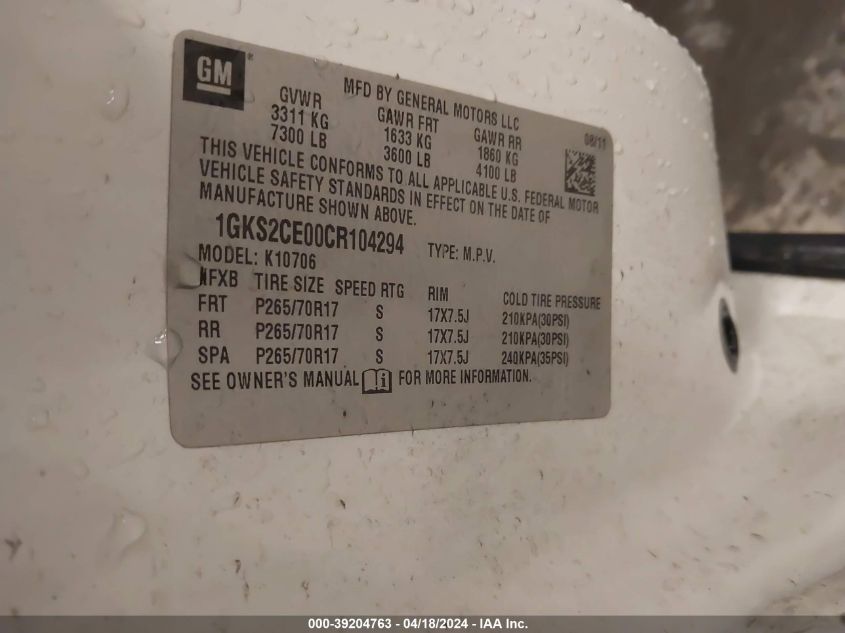 GM ®
MFD BY GENERAL MOTORS LLC
08/11
GVWR GAWR FRT GAWR RR
3311 KG 1633 KG 1860 KG
7300 LB 3600 LB 4100 LB
THIS VEHICLE CONFORMS TO ALL APPLICABLE U.S. FEDERAL MOTOR
VEHICLE SAFETY STANDARDS IN EFFECT ON THE DATE OF
MANUFACTURE SHOWN ABOVE.
1GKS2CE00CR104294 TYPE: M.P.V.
MODEL: K10706
NFXB TIRE SIZE SPEED RTG RIM COLD TIRE PRESSURE
FRT P265/70R17 S 17X7.5J 210KPA(30PSI)
RR P265/70R17 S 17X7.5J 210KPA(30PSI)
SPA P265/70R17 S 17X7.5J 240KPA(35PSI)
SEE OWNER'S MANUAL i FOR MORE INFORMATION.
000-39204763 - 04/18/2024 - IAA Inc.